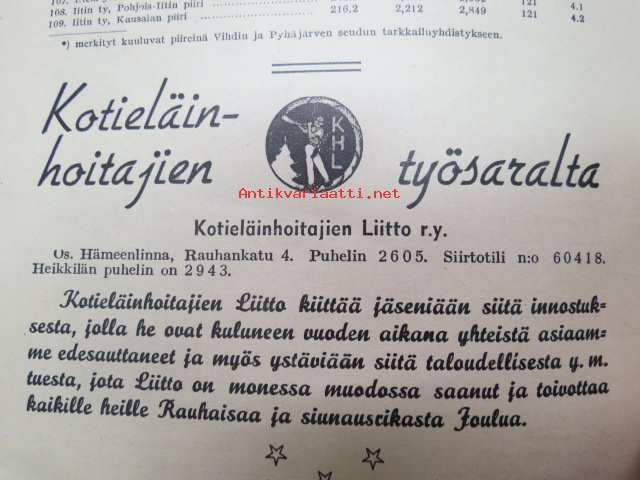 108. Iitin ty, Pohjois-Iitin piiri
109. Iitin ty, Kausalan piiri 216,2 2,212 2,849 121 4.1
121 4.2
*) merkityt kuuluvat piireinä Vihdin ja Pyhäjärven seudun tarkkailuyhdistykseen.
Kotieläin-
hoitajien KHL työsaralta
Antikvariaatti.net
Kotieläinhoitajien Liitto r.y.
Os. Hämeenlinna, Rauhankatu 4. Puhelin 2605. Siirtotili n:o 60418.
Heikkilän puhelin on 2943.
Kotieläinhoitajien Liitto kiittää jäseniään siitä innostuk-
sesta, jolla he ovat kuluneen vuoden aikana yhteistä asiaam-
me edesauttaneet ja myös ystäviään siitä taloudellisesta y. m.
tuesta, jota Liitto on monessa muodossa saanut ja toivottaa
kaikille heille Rauhaisaa ja siunausrikasta Joulua.